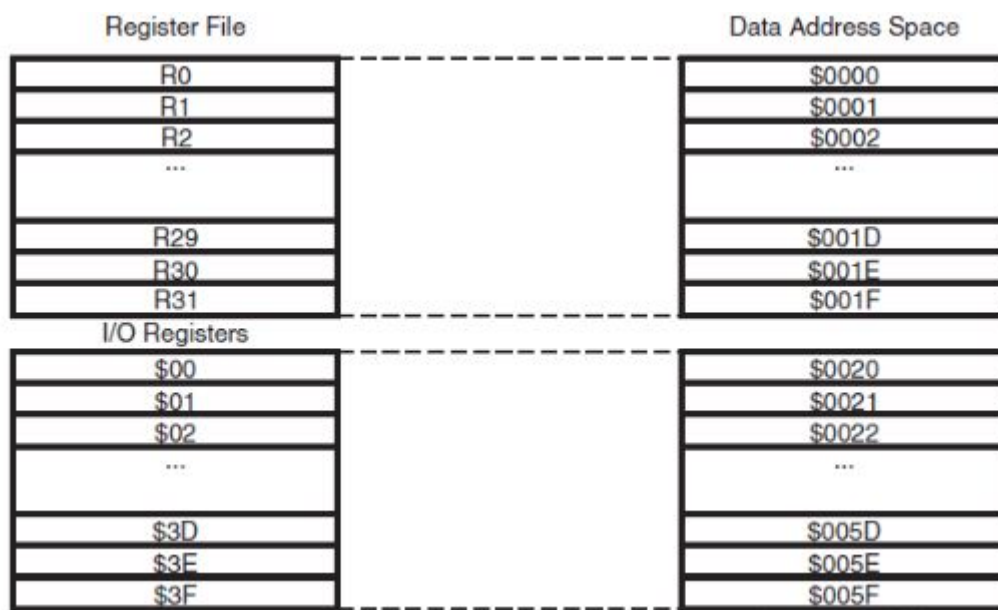 Register File Data Address Space
R0 $0000
R1 $0001
R2 $0002
... ...
R29 $001D
R30 $001E
R31 $001F
I/O Registers
$00 $0020
$01 $0021
$02 $0022
... ...
$3D $005D
$3E $005E
$3F $005F